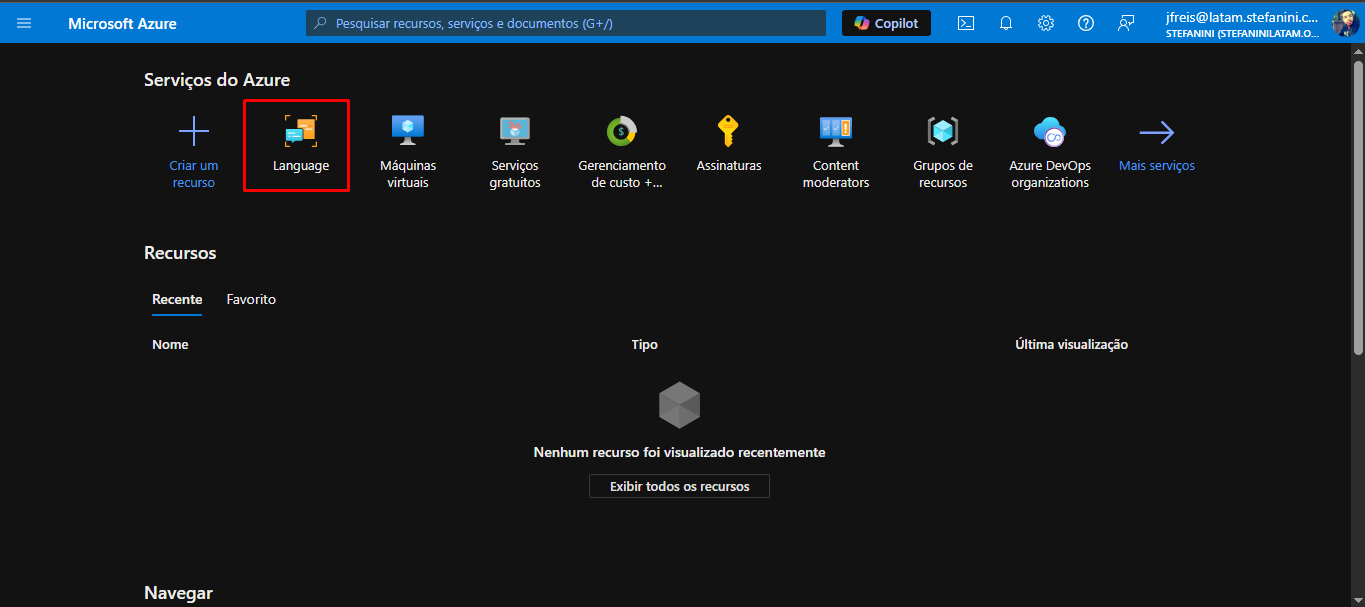 Microsoft Azure
Pesquisar recursos, serviços e documentos (G+/)
Copilot
jfreis@latam.stefanini.c...
STEFANINI (STEFANINILATAM.O...
Serviços do Azure
Criar um
recurso
Language
Máquinas
virtuais
Serviços
gratuitos
Gerenciamento
de custo +...
Assinaturas
Content
moderators
Grupos de
recursos
Azure DevOps
organizations
Mais serviços
Recursos
Recente
Favorito
Nome
Tipo
Última visualização
Nenhum recurso foi visualizado recentemente
Exibir todos os recursos
Navegar